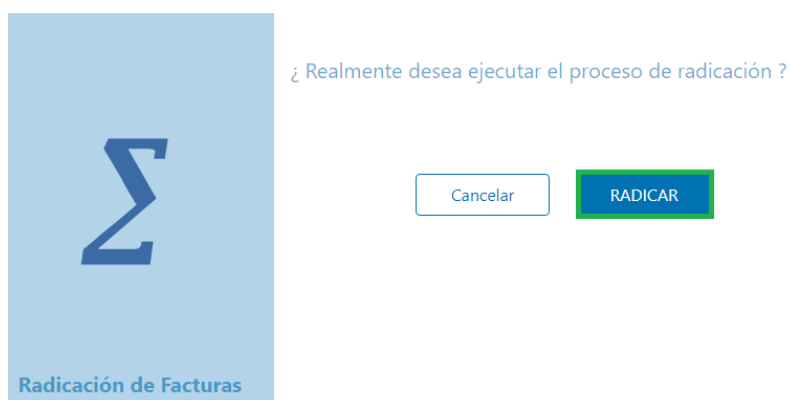 ¿ Realmente desea ejecutar el proceso de radicación ?
Cancelar
RADICAR
Σ
Radicación de Facturas